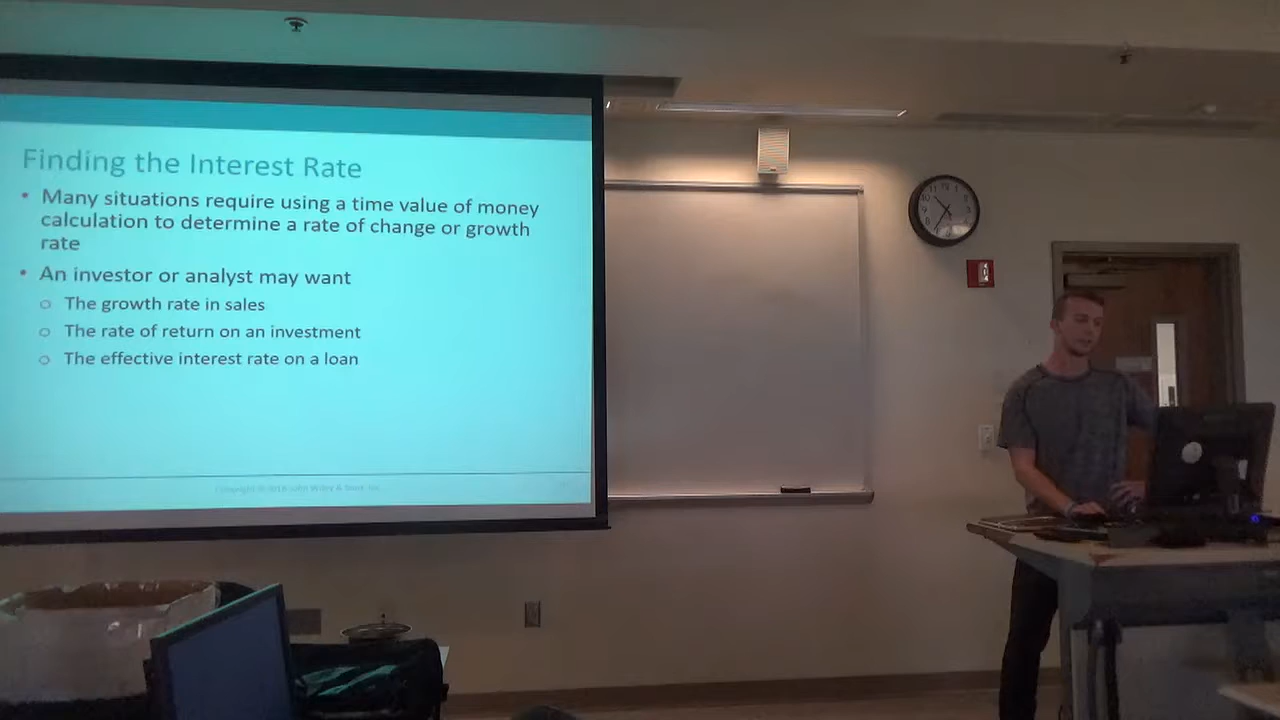 Finding the Interest Rate
• Many situations require using a time value of money
calculation to determine a rate of change or growth
rate
• An investor or analyst may want
o The growth rate in sales
o The rate of return on an investment
o The effective interest rate on a loan